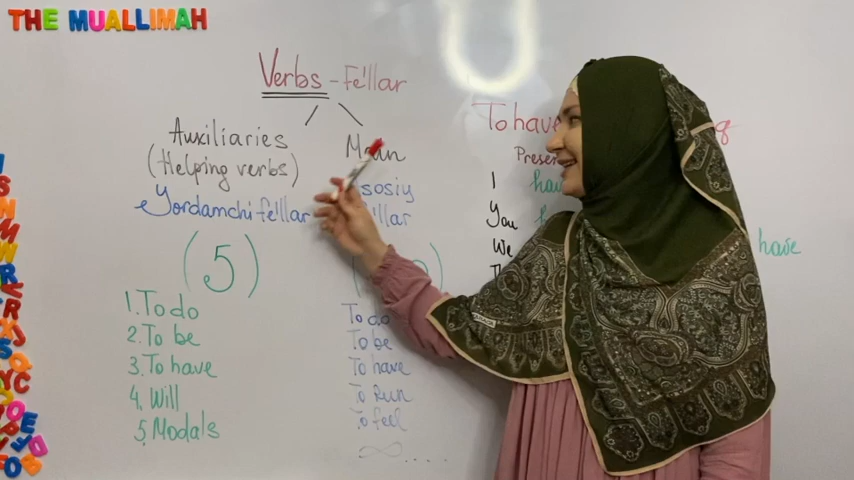 THE MUALLIMAH
Verbs - Fe'llar
Auxiliaries
(Helping verbs)
Yordamchi fe'llar
(5)
1. To do
2. To be
3. To have
4. Will
5. Modals
Main
To do
To be
To have
To Run
To feel
∞....
To have
I
You
We
have